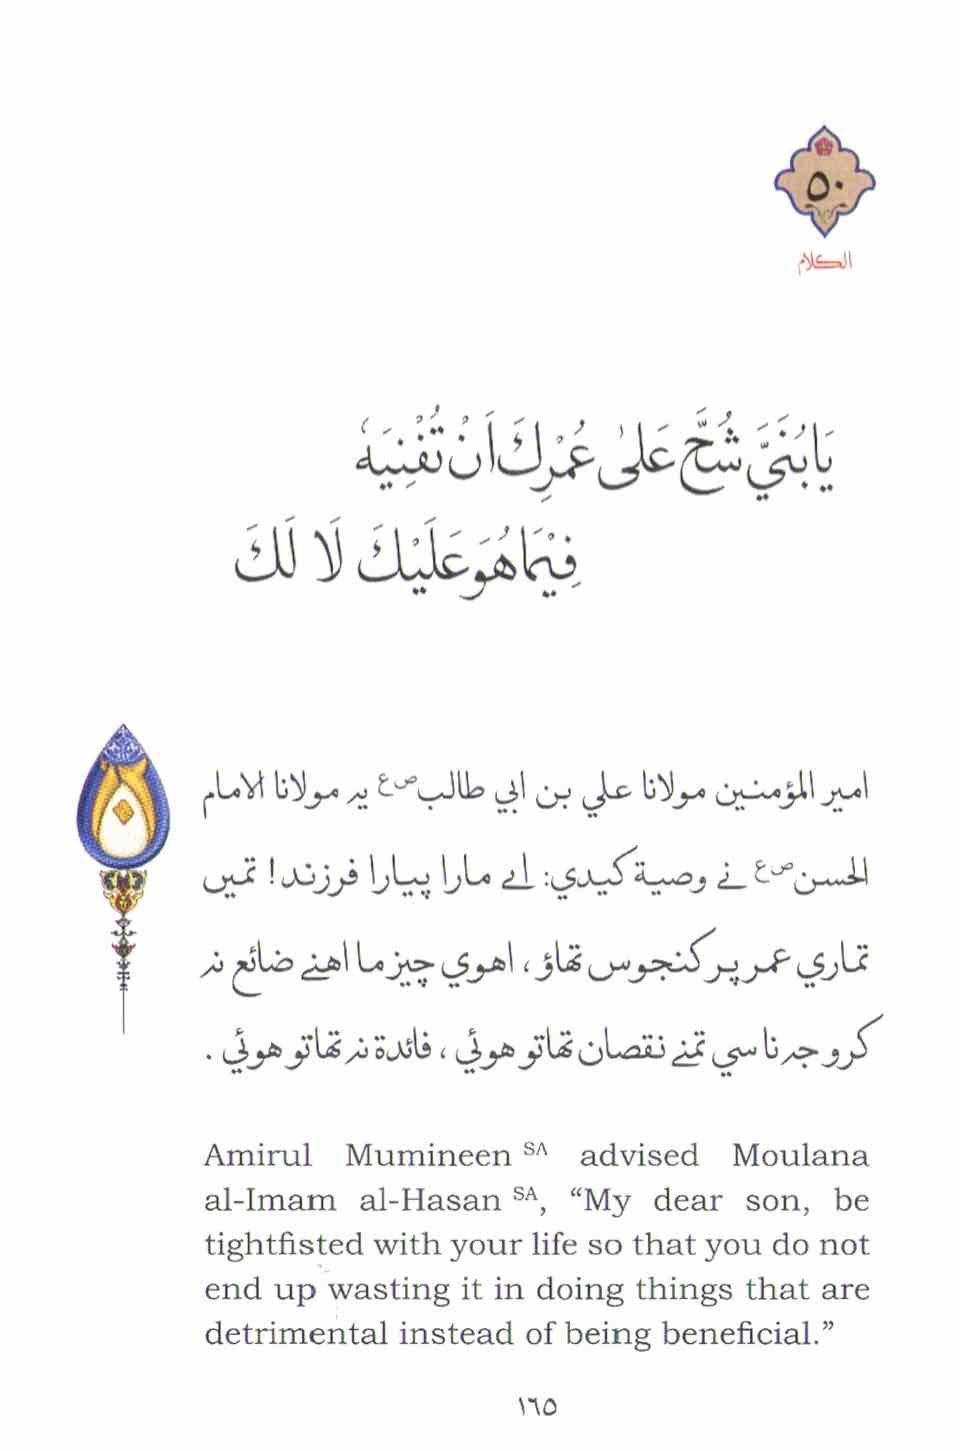 ٥٠
الكلام
يَا بُنَيَّ شُحَّ عَلىٰ عُمْرِكَ اَنْ تُفْنِيَهٗ
فِيْمَا هُوَ عَلَيْكَ لَا لَكَ
امير المؤمنين مولانا علي بن ابي طالب ص ع يه مولانا الامام
الحسن ص ع نے وصية كيدي: اے مارا پيارا فرزند! تميں
تماري عمر پر كنجوس تهاؤ، اهوي چيز ما اهنے ضائع نه
كرو جه نا سي تمنے نقصان تهاتو هوئي، فائدة نه تهاتو هوئي.
Amirul Mumineen SA advised Moulana
al-Imam al-Hasan SA, “My dear son, be
tightfisted with your life so that you do not
end up wasting it in doing things that are
detrimental instead of being beneficial.”
١٦٥